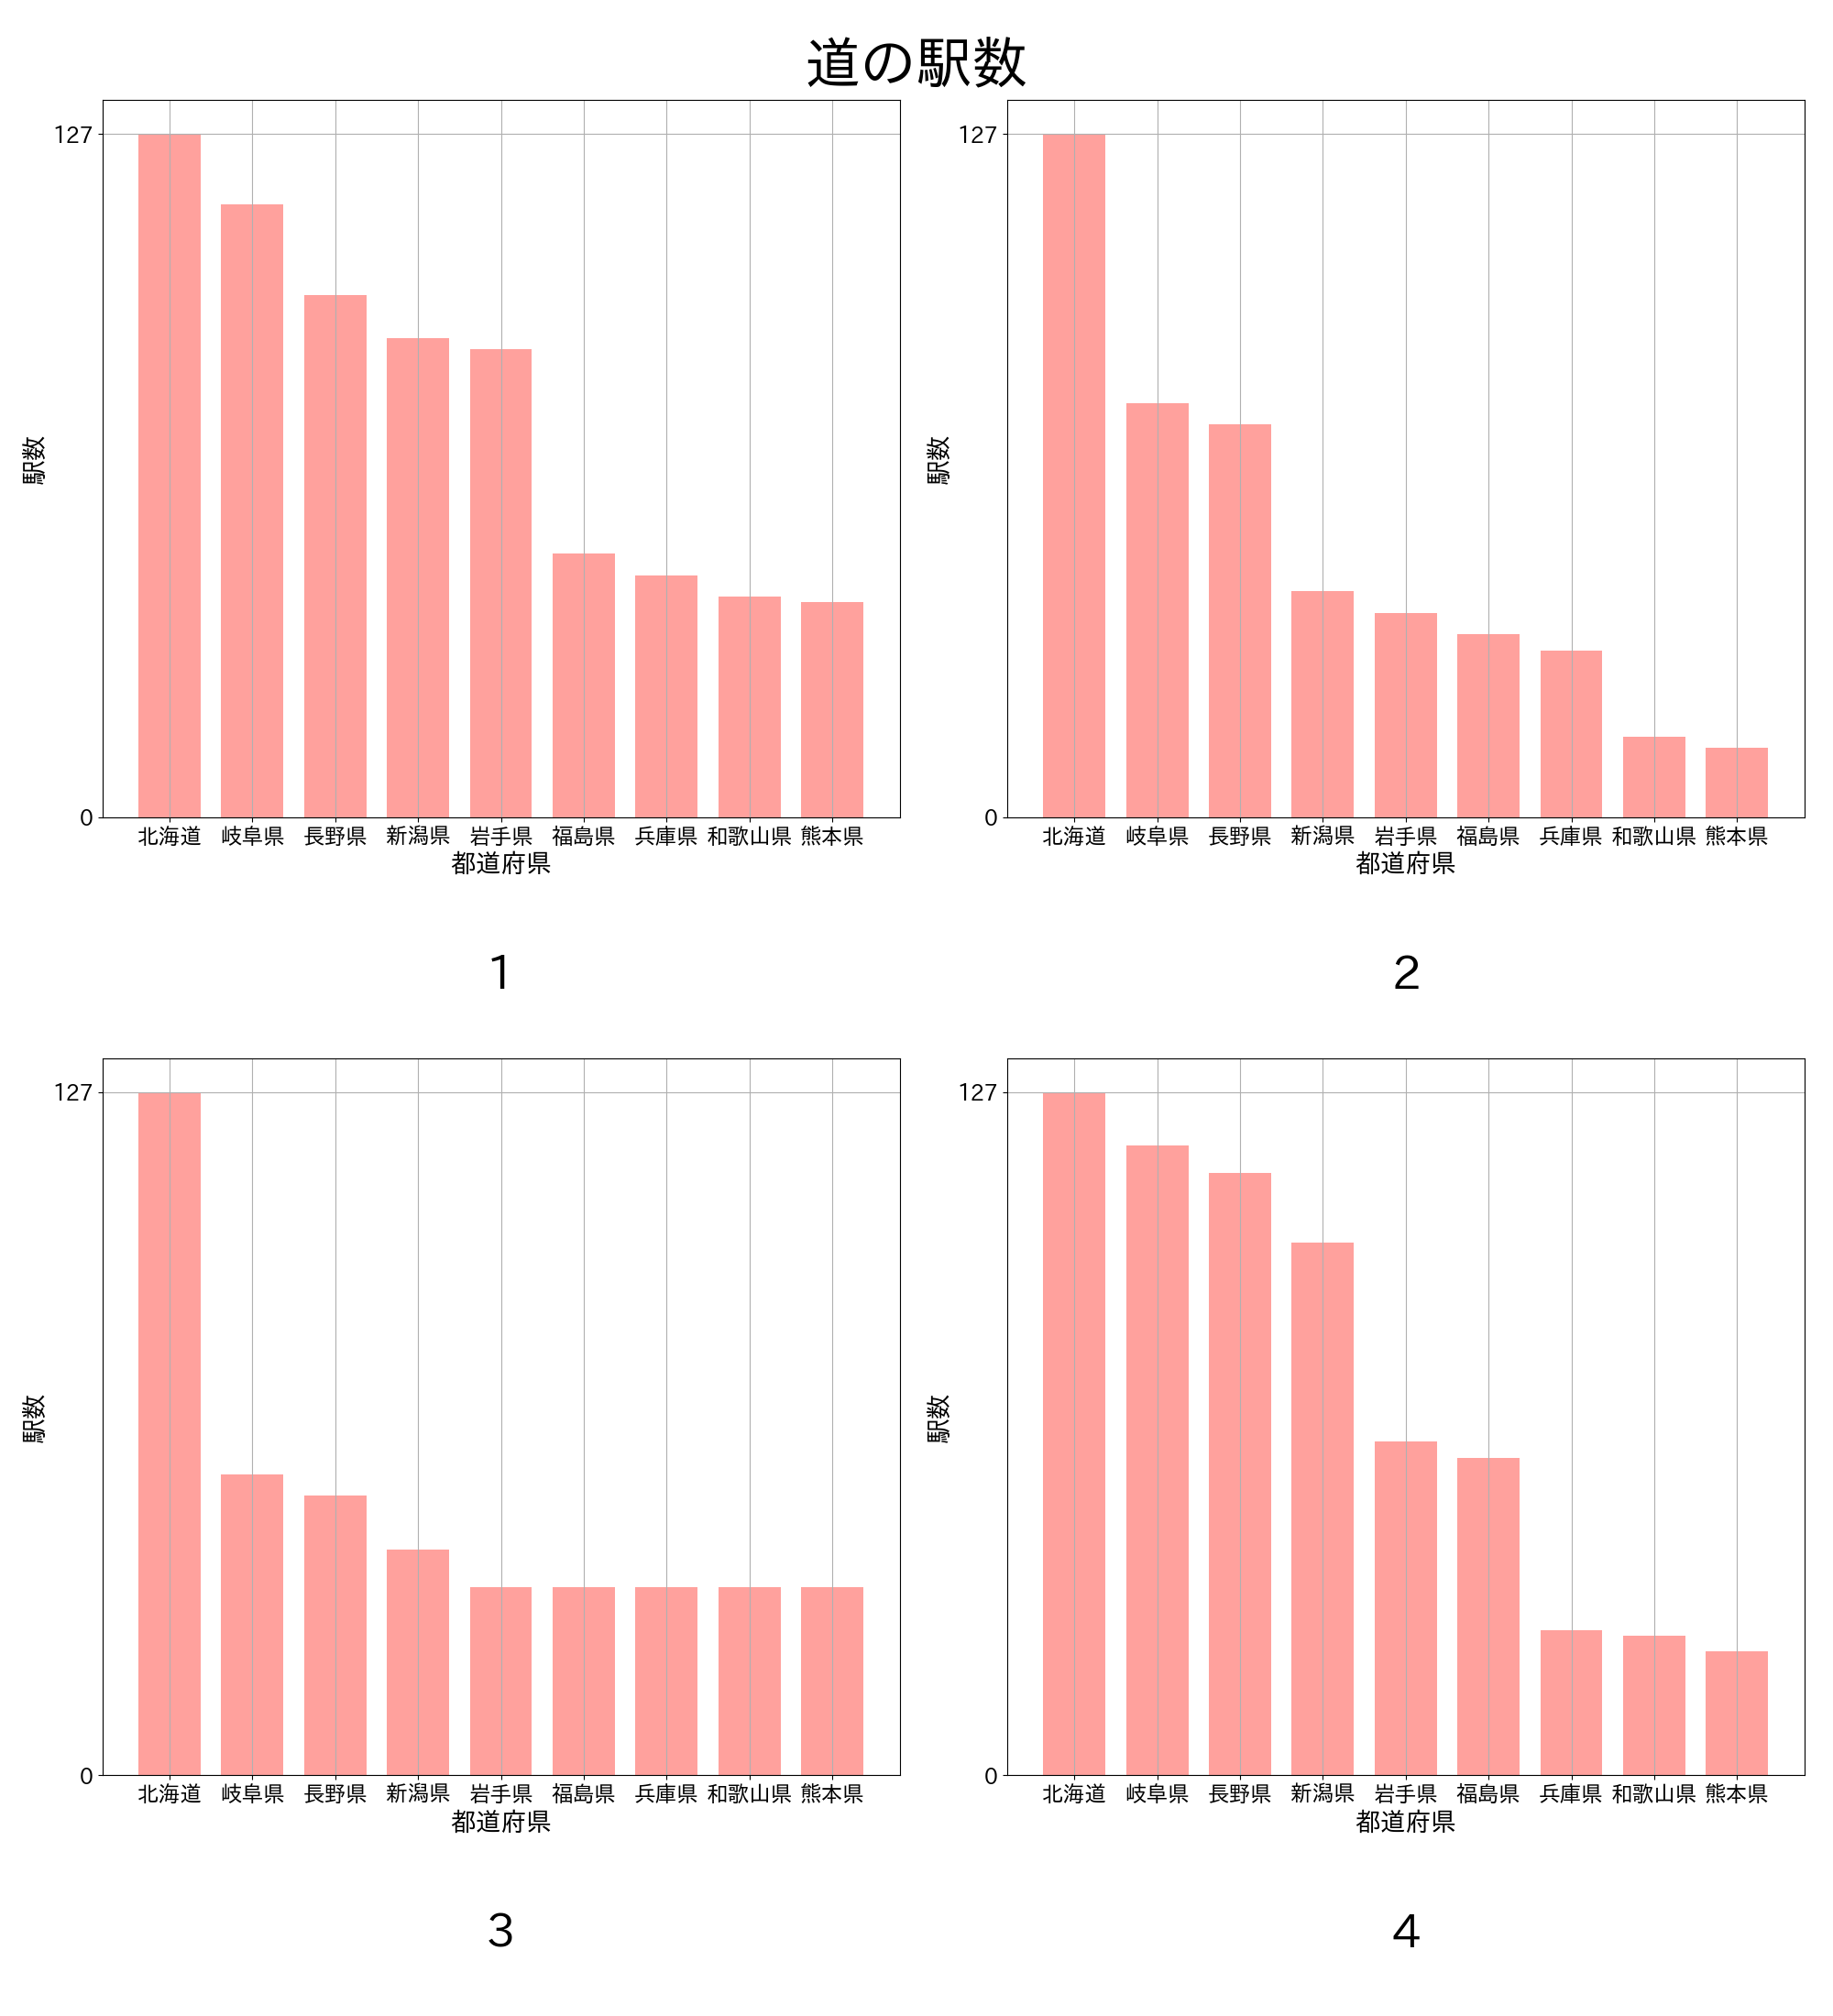 道の駅数
127
駅数
0
北海道 岐阜県 長野県 新潟県 岩手県 福島県 兵庫県 和歌山県 熊本県
都道府県
1
127
駅数
0
北海道 岐阜県 長野県 新潟県 岩手県 福島県 兵庫県 和歌山県 熊本県
都道府県
2
127
駅数
0
北海道 岐阜県 長野県 新潟県 岩手県 福島県 兵庫県 和歌山県 熊本県
都道府県
3
127
駅数
0
北海道 岐阜県 長野県 新潟県 岩手県 福島県 兵庫県 和歌山県 熊本県
都道府県
4